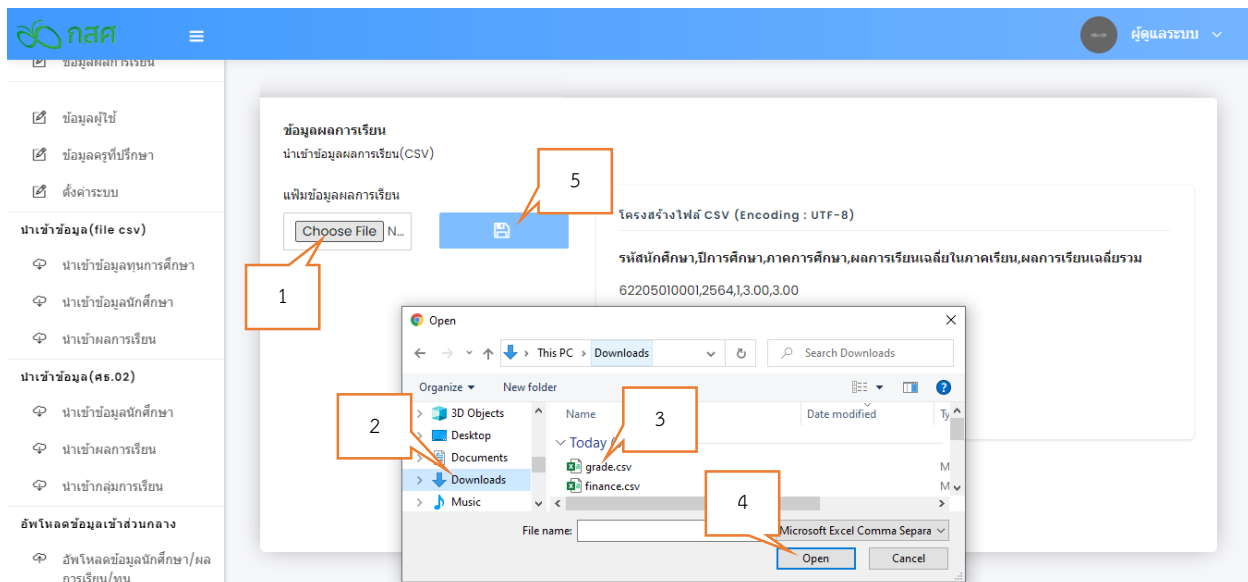 กสศ
ผู้ดูแลระบบ
ข้อมูลผลการเรียน
ข้อมูลผู้ใช้
ข้อมูลครูที่ปรึกษา
ตั้งค่าระบบ
นำเข้าข้อมูล(file csv)
นำเข้าข้อมูลทุนการศึกษา
นำเข้าข้อมูลนักศึกษา
นำเข้าผลการเรียน
นำเข้าข้อมูล(ศธ.02)
นำเข้าข้อมูลนักศึกษา
นำเข้าผลการเรียน
นำเข้ากลุ่มการเรียน
อัพโหลดข้อมูลเข้าส่วนกลาง
อัพโหลดข้อมูลนักศึกษา/ผล
การเรียน/ทุน
ข้อมูลผลการเรียน
นำเข้าข้อมูลผลการเรียน(CSV)
แฟ้มข้อมูลผลการเรียน
Choose File N...
5
1
โครงสร้างไฟล์ CSV (Encoding : UTF-8)
รหัสนักศึกษา,ปีการศึกษา,ภาคการศึกษา,ผลการเรียนเฉลี่ยในภาคเรียน,ผลการเรียนเฉลี่ยรวม
62205010001,2564,1,3.00,3.00
Open
This PC > Downloads
Search Downloads
Organize New folder
3D Objects
Desktop
Documents
Downloads
Music
2
Name Date modified Ty
3
Today (
grade.csv M
finance.csv M
4
File name: Microsoft Excel Comma Separa
Open Cancel